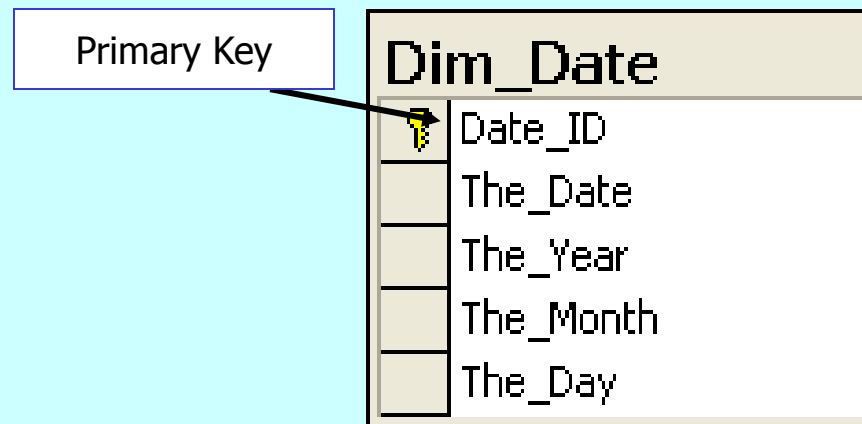 Primary Key
Dim_Date
Date_ID
The_Date
The_Year
The_Month
The_Day